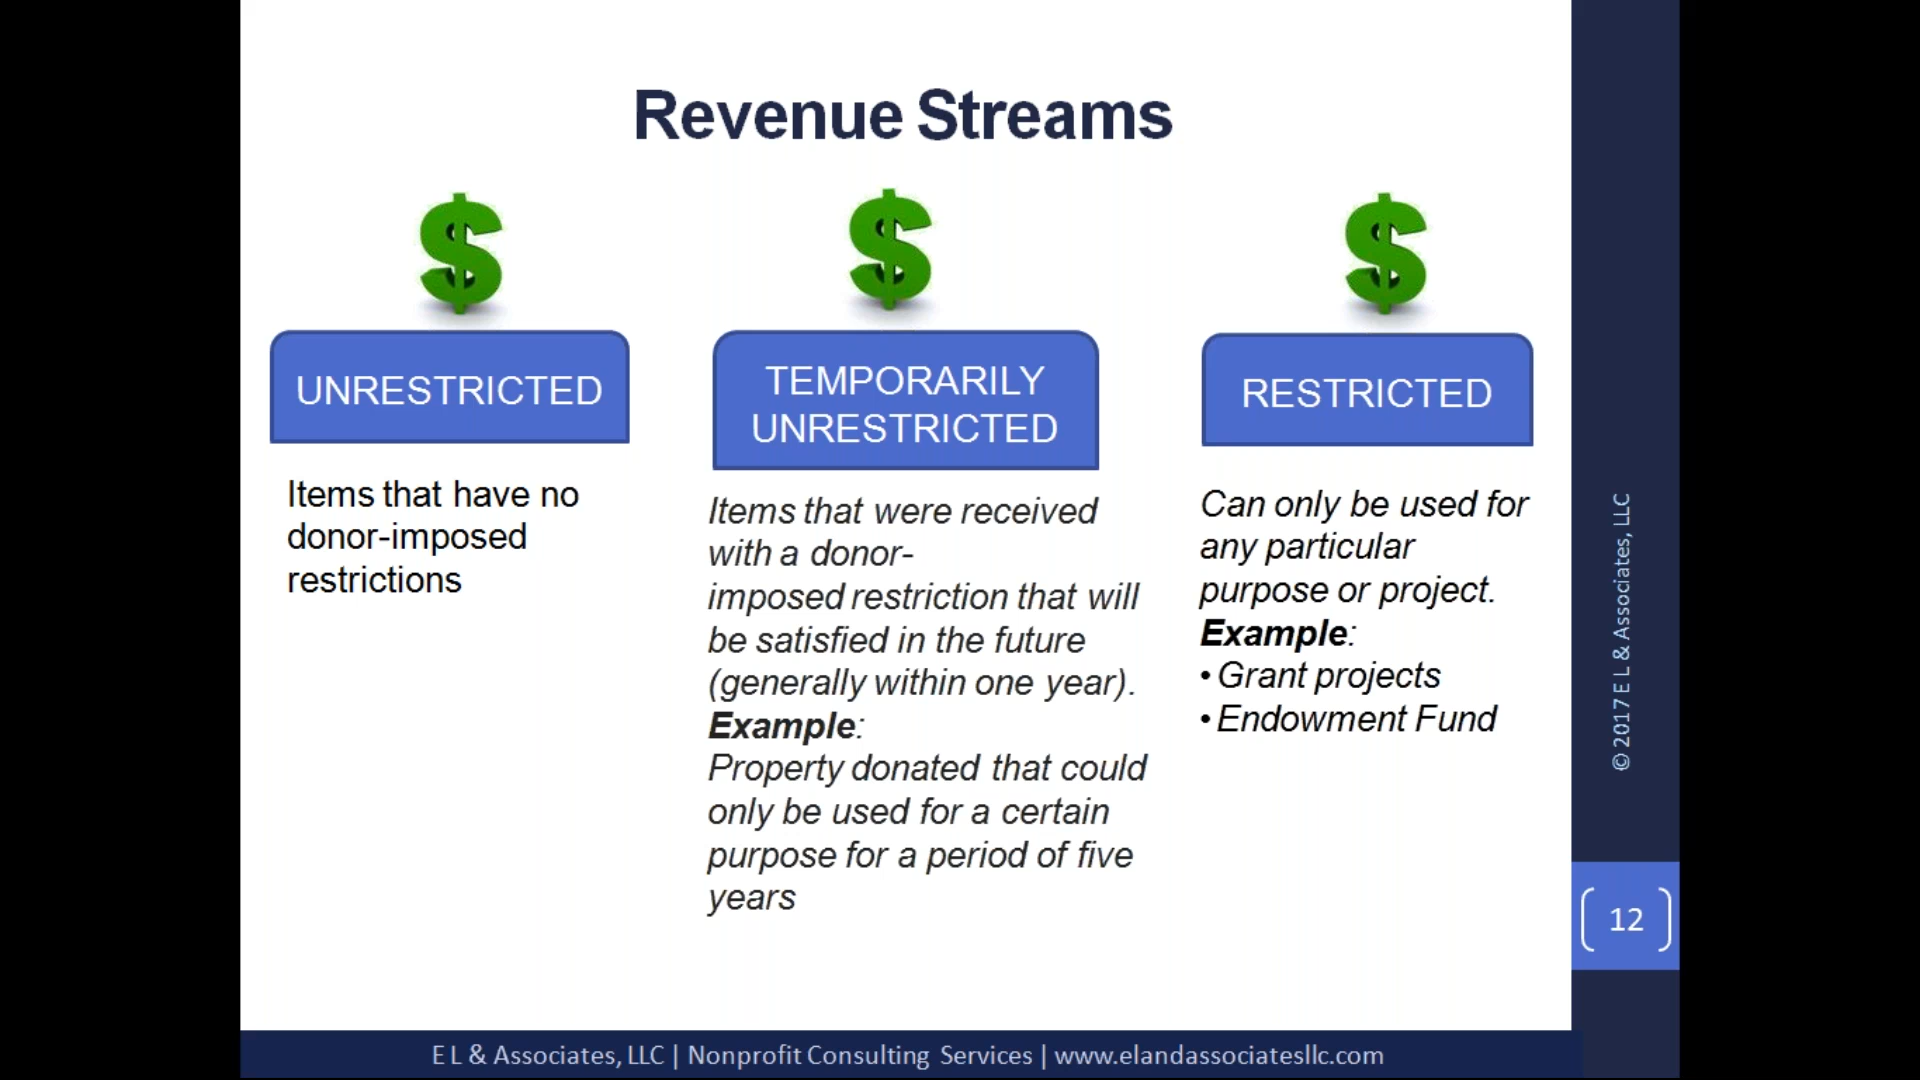 Revenue Streams
UNRESTRICTED
Items that have no
donor-imposed
restrictions
TEMPORARILY
UNRESTRICTED
Items that were received
with a donor-
imposed restriction that will
be satisfied in the future
(generally within one year).
Example:
Property donated that could
only be used for a certain
purpose for a period of five
years
RESTRICTED
Can only be used for
any particular
purpose or project.
Example:
• Grant projects
• Endowment Fund
© 2017 E L & Associates, LLC
12
E L & Associates, LLC | Nonprofit Consulting Services | www.elandassociatesllc.com